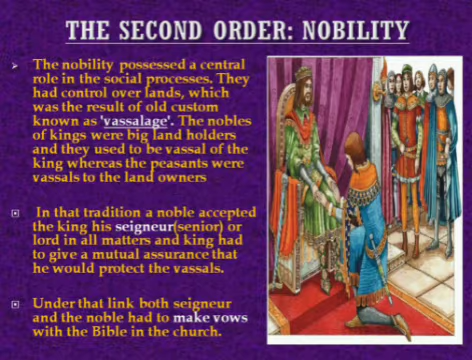 THE SECOND ORDER: NOBILITY
The nobility possessed a central
role in the social processes. They
had control over lands, which
was the result of old custom
known as 'vassalage'. The nobles
of kings were big land holders
and they used to be vassal of the
king whereas the peasants were
vassals to the land owners
In that tradition a noble accepted
the king his seigneur(senior) or
lord in all matters and king had
to give a mutual assurance that
he would protect the vassals.
Under that link both seigneur
and the noble had to make vows
with the Bible in the church.